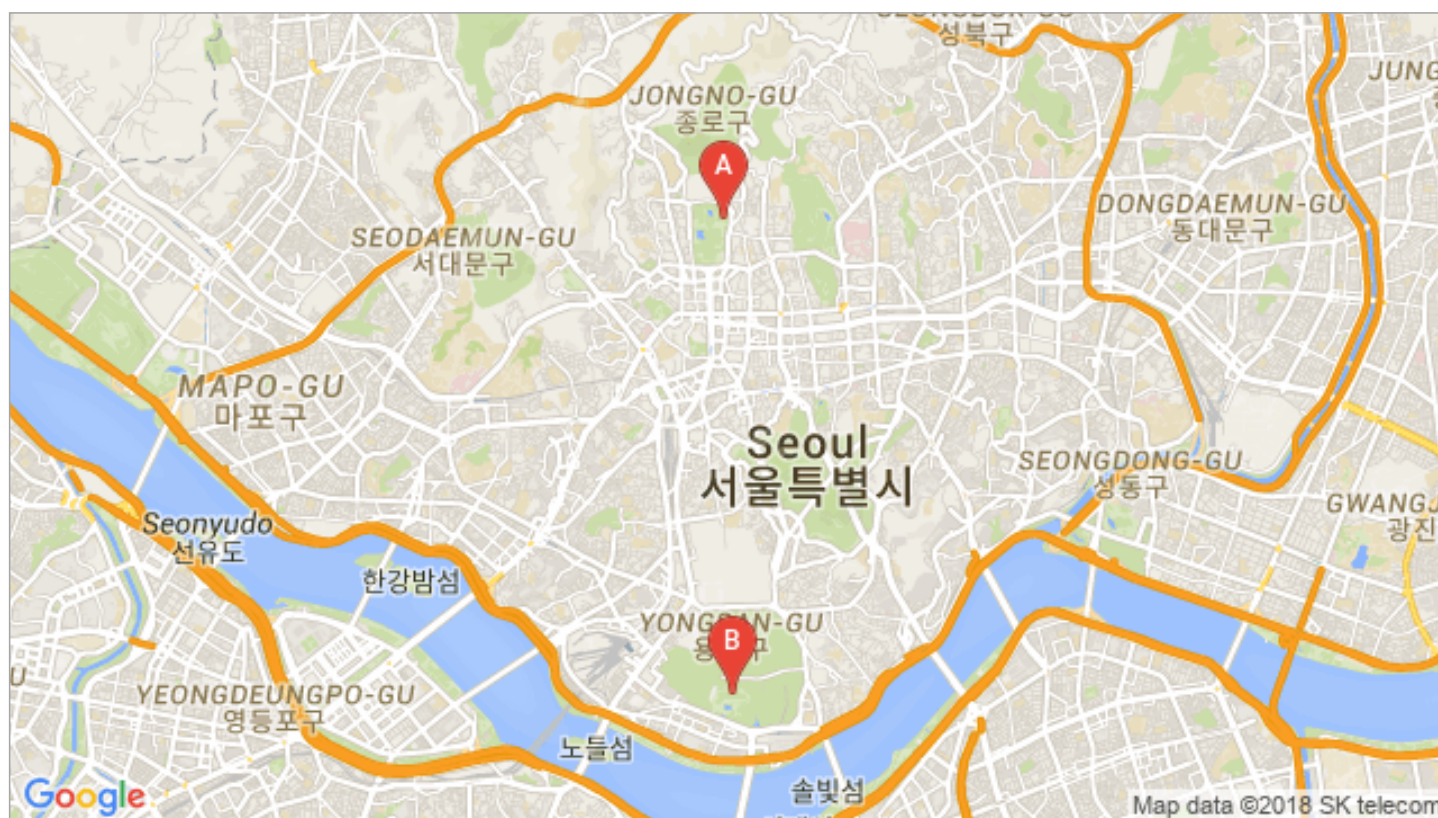 성북구
JONGNO-GU
종로구
A
DONGDAEMUN-GU
동대문구
SEODAEMUN-GU
서대문구
MAPO-GU
마포구
Seoul
서울특별시
SEONGDONG-GU
성동구
Seonyudo
선유도
한강밤섬
B
YEONGDEUNGPO-GU
영등포구
노들섬
솔빛섬
Google
Map data ©2018 SK telecom